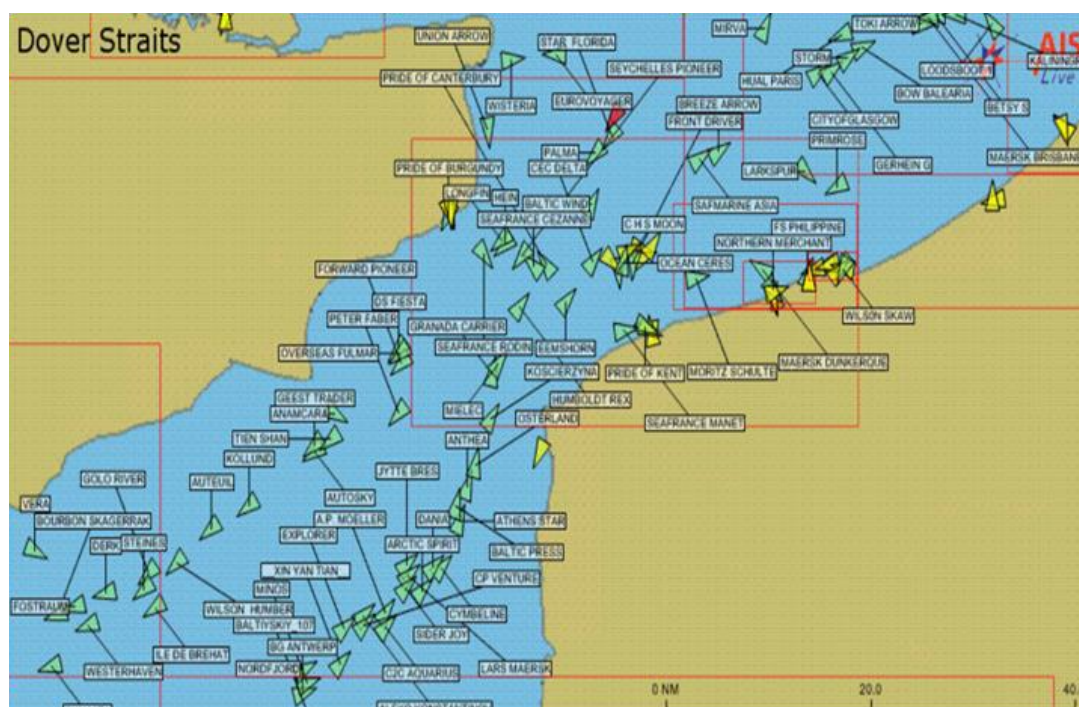 Dover Straits
UNION ARROW
STAR FLORIDA
MIRVA
TOKI ARROW
AIS
Live
SEYCHELLES PIONEER
STORM
LOODSBOOT
PRIDE OF CANTERBURY
HUAL PARIS
BOW BALEARIA
WISTERIA
EUROVOYAGER
BREEZE ARROW
BETSY S
FRONT DRIVER
CITYOFGLASGOW
PRIMROSE
PALMA
MAERSK BRISBANE
PRIDE OF BURGUNDY
CEC DELTA
LARKSPUR
GERHEIN G
LONGFIN
HEIN
BALTIC WIND
SAFMARINE ASIA
SEAFRANCE CEZANNE
C H S MOON
FS PHILIPPINE
NORTHERN MERCHANT
FORWARD PIONEER
OCEAN CERES
DS FIESTA
PETER FABER
GRANADA CARRIER
WILSON SKAW
OVERSEAS FULMAR
SEAFRANCE RODIN
EEMSHORN
MAERSK DUNKERQUE
KOSCIERZYNA
PRIDE OF KENT
MORITZ SCHULTE
GEEST TRADER
HUMBOLDT REX
ANAMCARA
MIELEC
OSTERLAND
SEAFRANCE MANET
TIEN SHAN
ANTHEA
KOLLUND
GOLO RIVER
AUTEUIL
JYTTE BRES
VERA
AUTOSKY
BOURBON SKAGERRAK
A.P. MOELLER
DANIA
ATHENS STAR
EXPLORER
DERK
STEINES
ARCTIC SPIRIT
BALTIC PRESS
XIN YAN TIAN
CP VENTURE
MINOS
FOSTRAUM
WILSON HUMBER
CYMBELINE
BALTIYSKIY_107
SIDER JOY
ILE DE BREHAT
BG ANTWERP
WESTERHAVEN
NORDFJORD
C2C AQUARIUS
LARS MAERSK
0 NM
20.0
40.